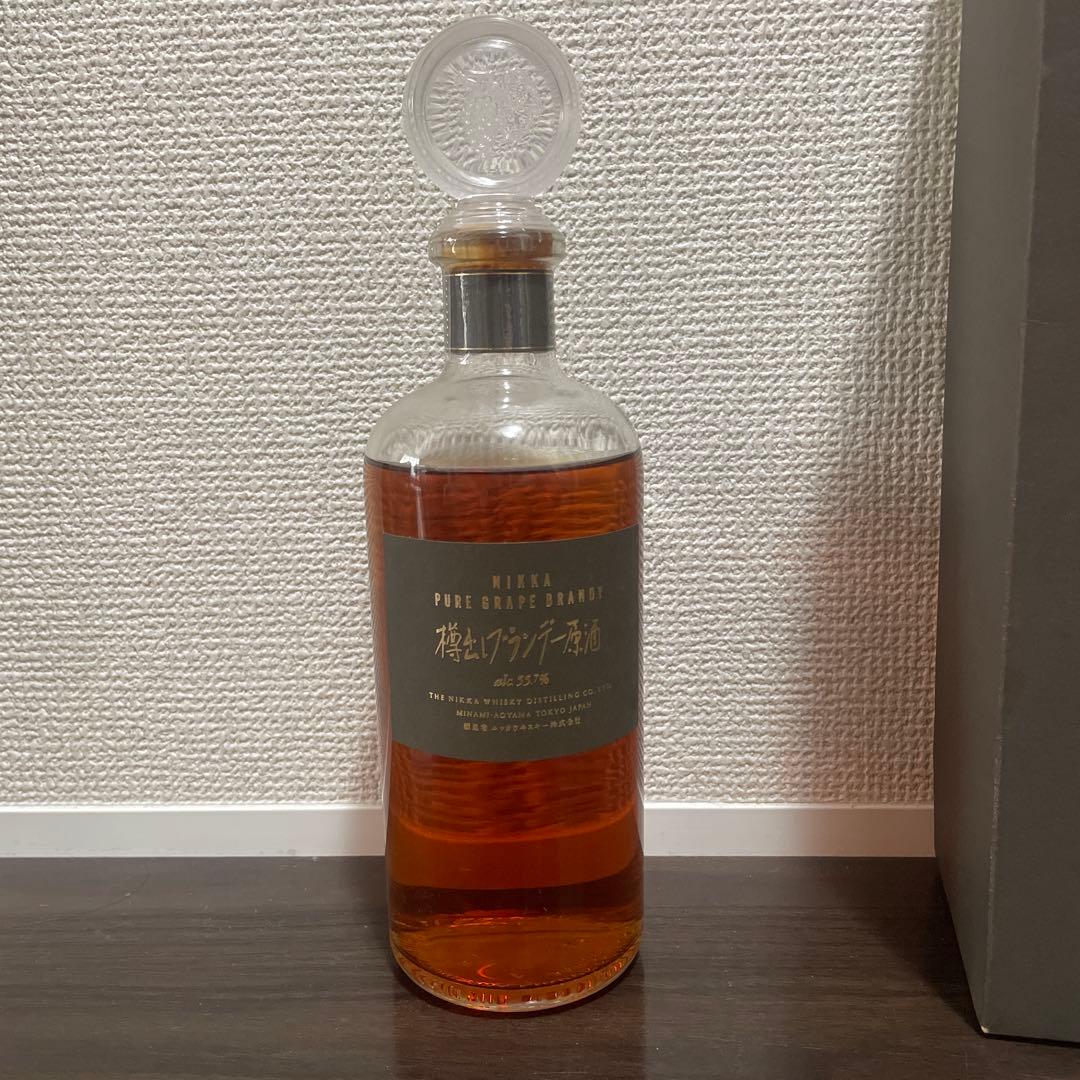 NIKKA
PURE GRAPE BRANDY
樽出しブランデー原酒
alc. 55.7%
THE NIKKA WHISKY DISTILLING CO., LTD.
MINAMI-AOYAMA TOKYO JAPAN
製造者 ニッカウヰスキー株式会社